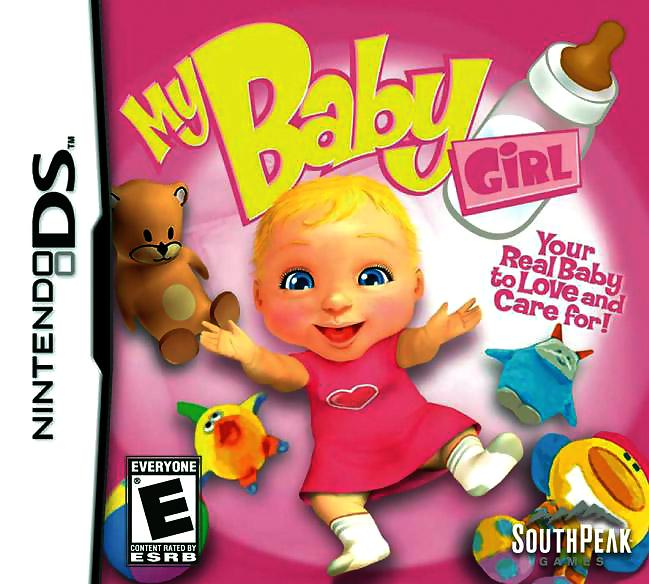 NINTENDO DS™
My Baby
GiRL
Your
Real Baby
to Love and
Care for!
EVERYONE
E
®
CONTENT RATED BY
ESRB
SOUTHPEAK
GAMES